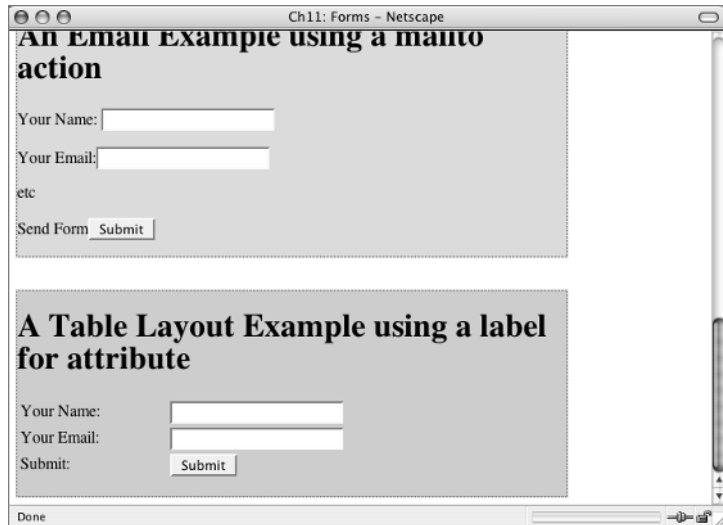 Ch11: Forms – Netscape
An Email Example using a mailto
action
Your Name:
Your Email:
etc
Send Form Submit
A Table Layout Example using a label
for attribute
Your Name:
Your Email:
Submit: Submit
Done